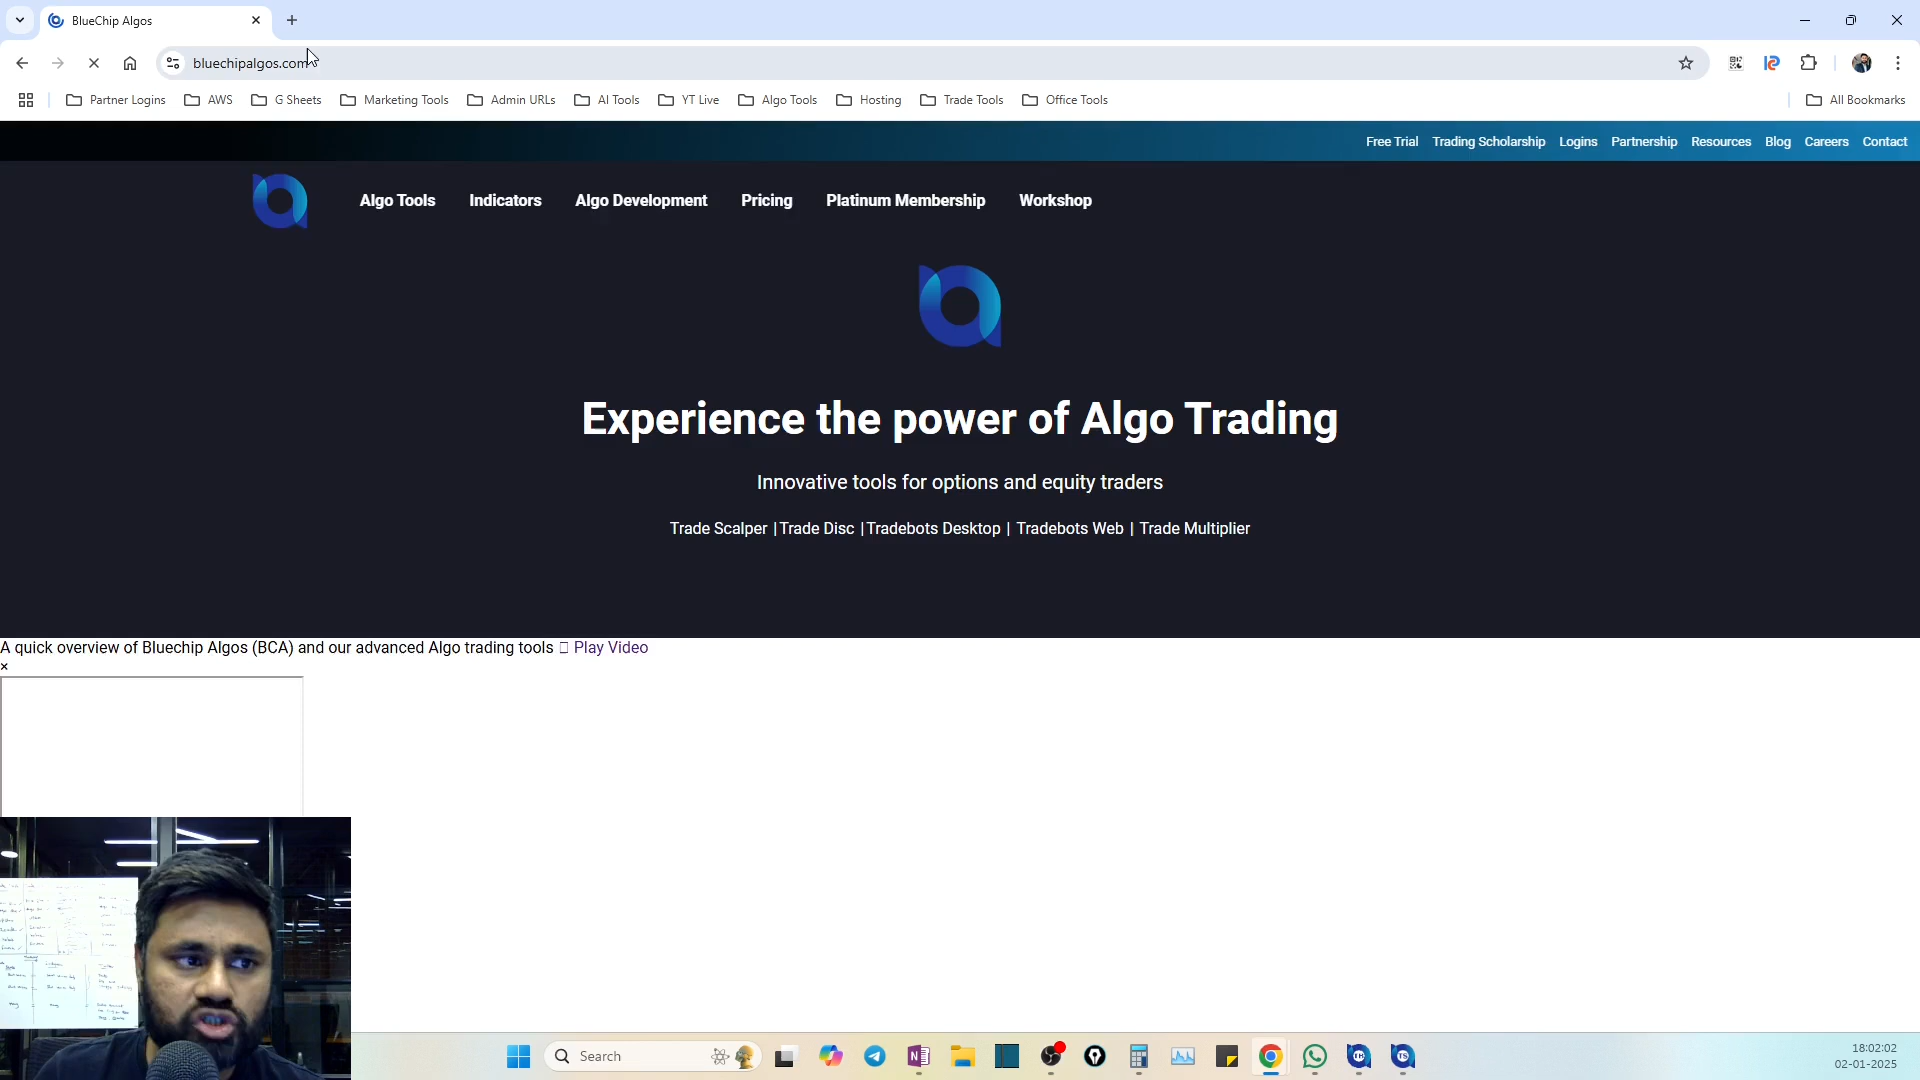 BlueChip Algos
bluechipalgos.com
Partner Logins AWS G Sheets Marketing Tools Admin URLs AI Tools YT Live Algo Tools Hosting Trade Tools Office Tools All Bookmarks
Free Trial Trading Scholarship Logins Partnership Resources Blog Careers Contact
Algo Tools Indicators Algo Development Pricing Platinum Membership Workshop
Experience the power of Algo Trading
Innovative tools for options and equity traders
Trade Scalper |Trade Disc |Tradebots Desktop | Tradebots Web | Trade Multiplier
A quick overview of Bluechip Algos (BCA) and our advanced Algo trading tools Play Video
×
Search
18:02:02
02-01-2025